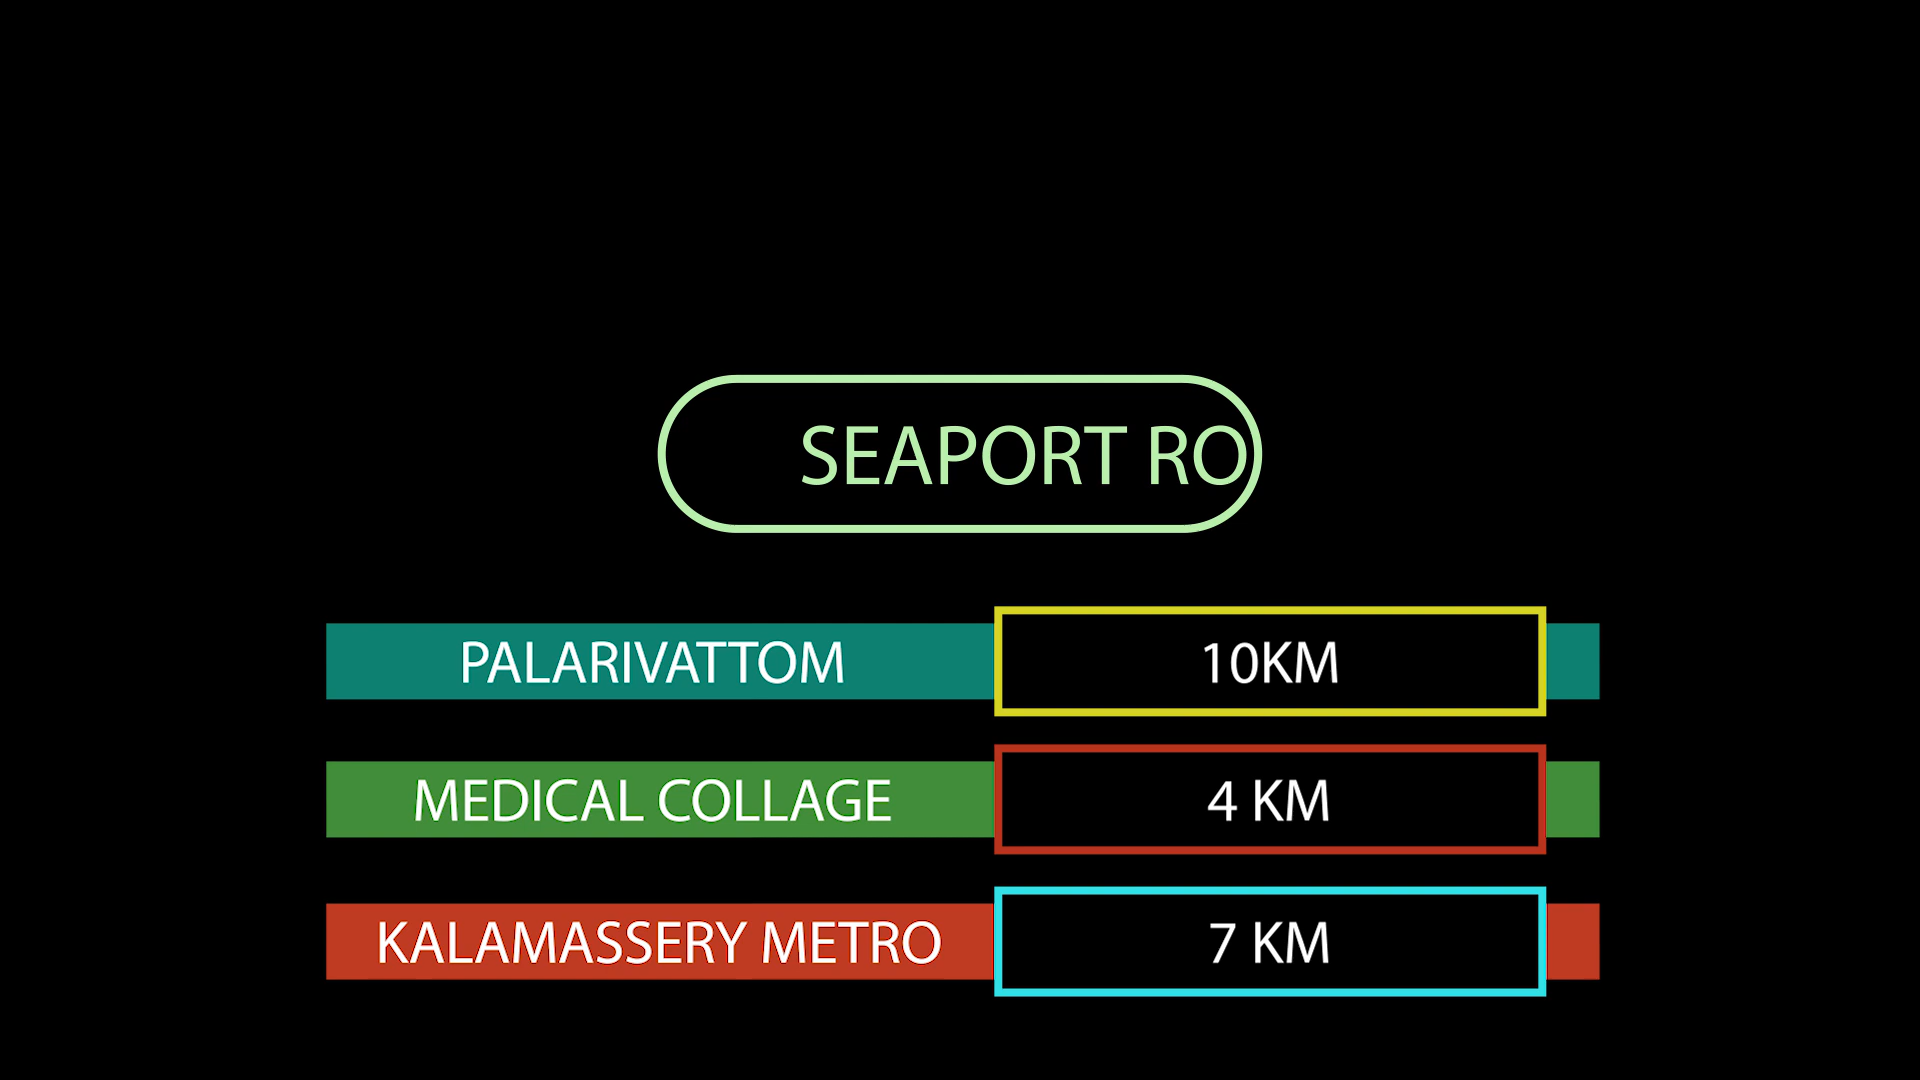 SEAPORT RO
PALARIVATTOM 10KM
MEDICAL COLLAGE 4 KM
KALAMASSERY METRO 7 KM